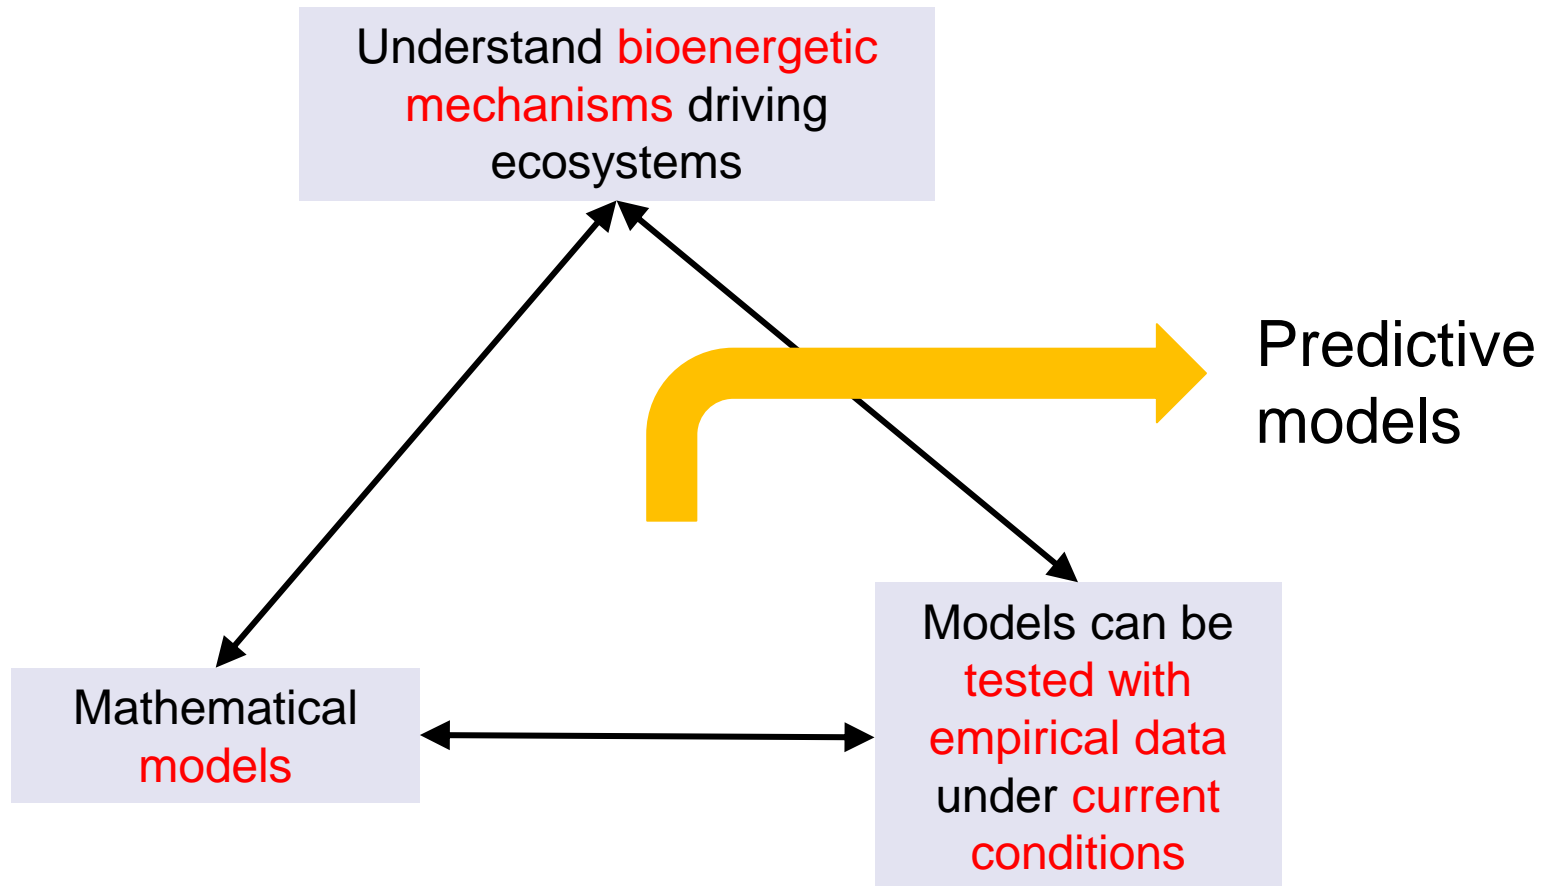 Understand bioenergetic
mechanisms driving
ecosystems
Predictive
models
Mathematical
models
Models can be
tested with
empirical data
under current
conditions